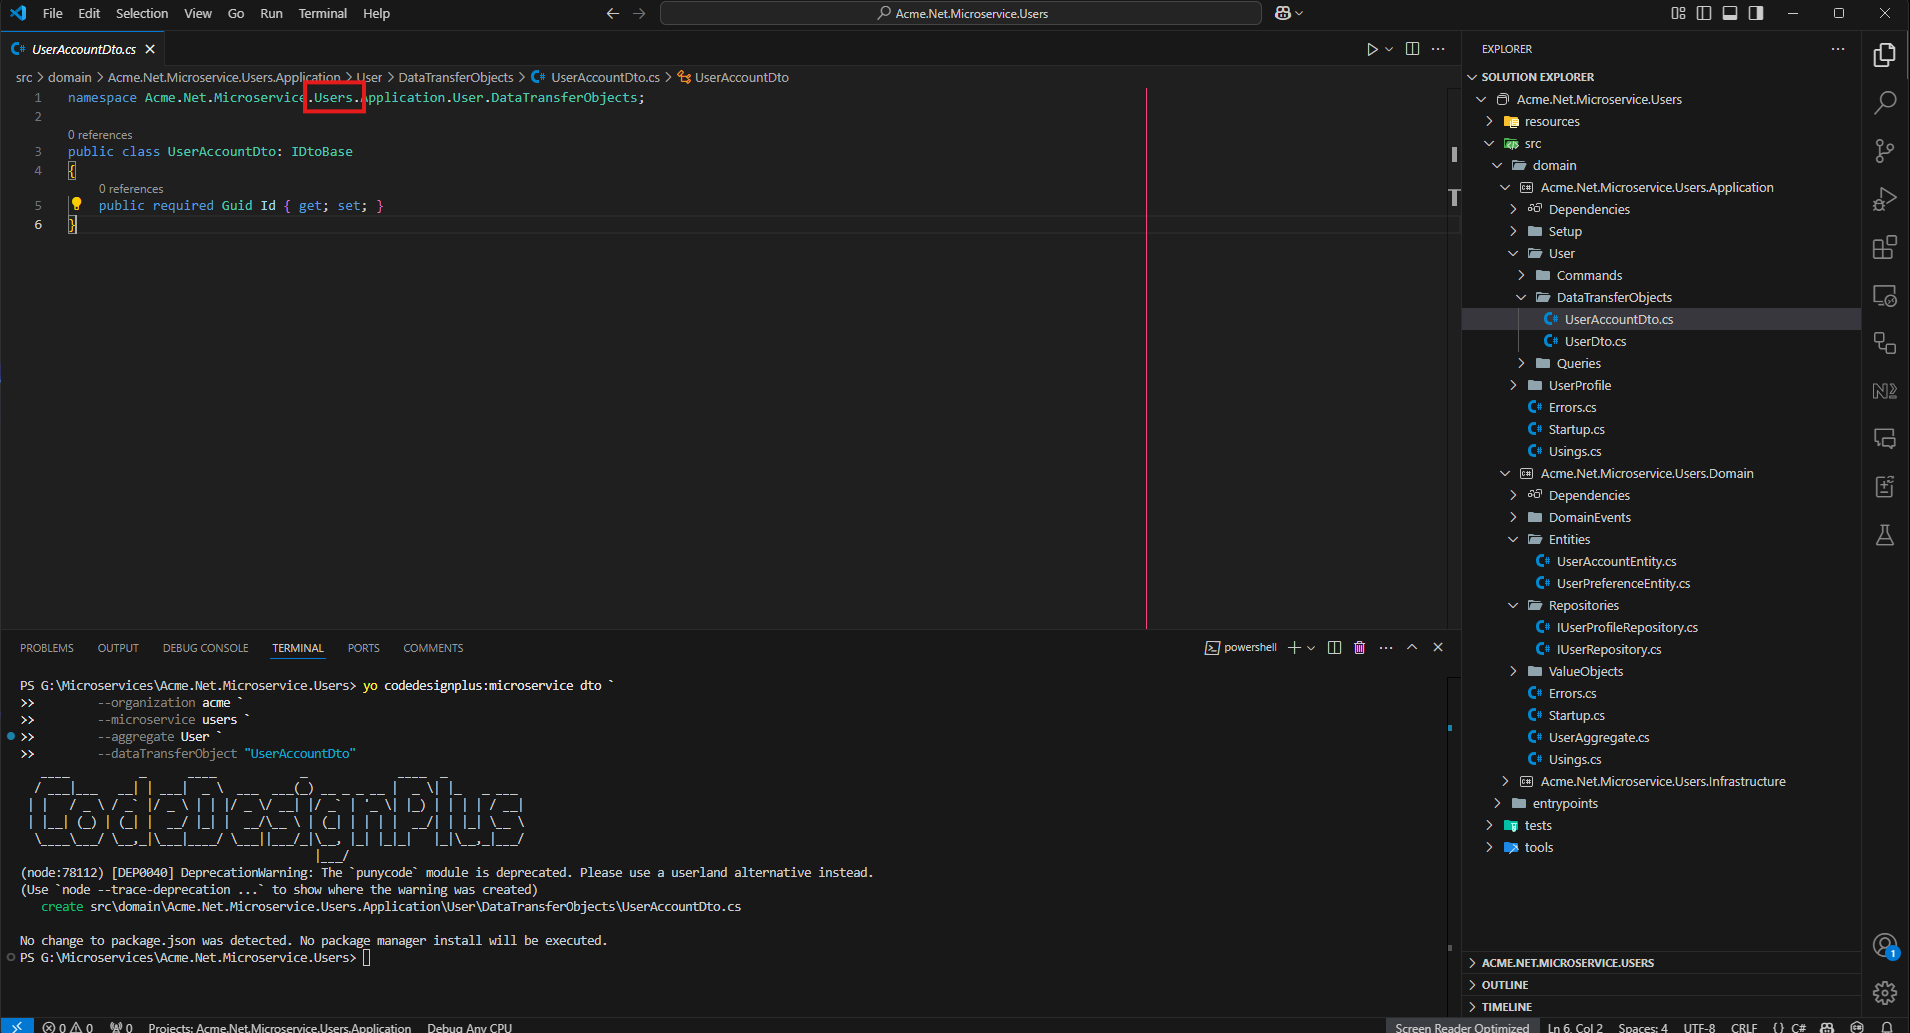 File Edit Selection View Go Run Terminal Help
Acme.Net.Microservice.Users
UserAccountDto.cs
src > domain > Acme.Net.Microservice.Users.Application > User > DataTransferObjects > UserAccountDto.cs > UserAccountDto
1 namespace Acme.Net.Microservice.Users.Application.User.DataTransferObjects;
2
0 references
3 public class UserAccountDto: IDtoBase
4 {
0 references
5 public required Guid Id { get; set; }
6 }
PROBLEMS OUTPUT DEBUG CONSOLE TERMINAL PORTS COMMENTS
powershell
PS G:\Microservices\Acme.Net.Microservice.Users> yo codedesignplus:microservice dto `
>> --organization acme `
>> --microservice users `
>> --aggregate User `
>> --dataTransferObject "UserAccountDto"
CodeDesignPlus
(node:78112) [DEP0040] DeprecationWarning: The `punycode` module is deprecated. Please use a userland alternative instead.
(Use `node --trace-deprecation ...` to show where the warning was created)
create src\domain\Acme.Net.Microservice.Users.Application\User\DataTransferObjects\UserAccountDto.cs
No change to package.json was detected. No package manager install will be executed.
PS G:\Microservices\Acme.Net.Microservice.Users>
EXPLORER
SOLUTION EXPLORER
Acme.Net.Microservice.Users
resources
src
domain
Acme.Net.Microservice.Users.Application
Dependencies
Setup
User
Commands
DataTransferObjects
UserAccountDto.cs
UserDto.cs
Queries
UserProfile
Errors.cs
Startup.cs
Usings.cs
Acme.Net.Microservice.Users.Domain
Dependencies
DomainEvents
Entities
UserAccountEntity.cs
UserPreferenceEntity.cs
Repositories
IUserProfileRepository.cs
IUserRepository.cs
ValueObjects
Errors.cs
Startup.cs
UserAggregate.cs
Usings.cs
Acme.Net.Microservice.Users.Infrastructure
entrypoints
tests
tools
ACME.NET.MICROSERVICE.USERS
OUTLINE
TIMELINE
1
0 0 0 Projects: Acme.Net.Microservice.Users.Application Debug Any CPU
Screen Reader Optimized Ln 6, Col 2 Spaces: 4 UTF-8 CRLF {} C#